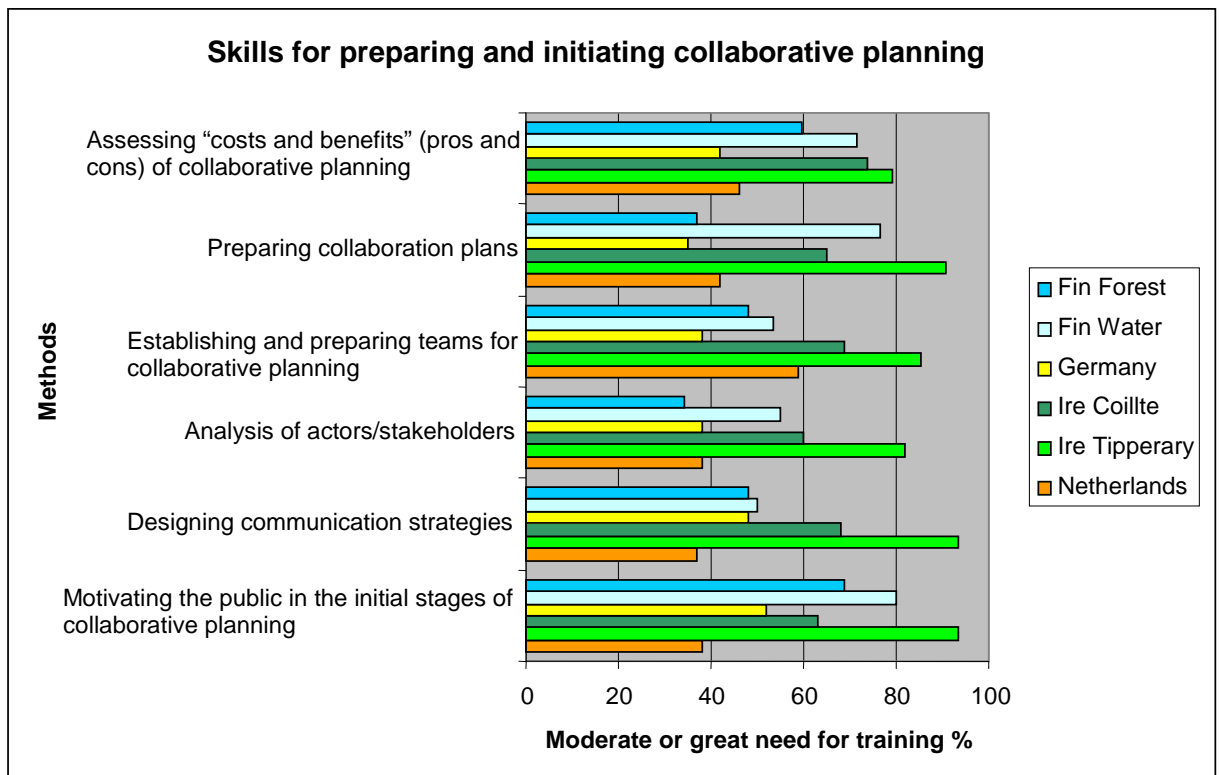 Skills for preparing and initiating collaborative planning
Assessing “costs and benefits” (pros and
cons) of collaborative planning
Preparing collaboration plans
Establishing and preparing teams for
collaborative planning
Analysis of actors/stakeholders
Designing communication strategies
Motivating the public in the initial stages of
collaborative planning
Methods
0 20 40 60 80 100
Moderate or great need for training %
Fin Forest
Fin Water
Germany
Ire Coillte
Ire Tipperary
Netherlands